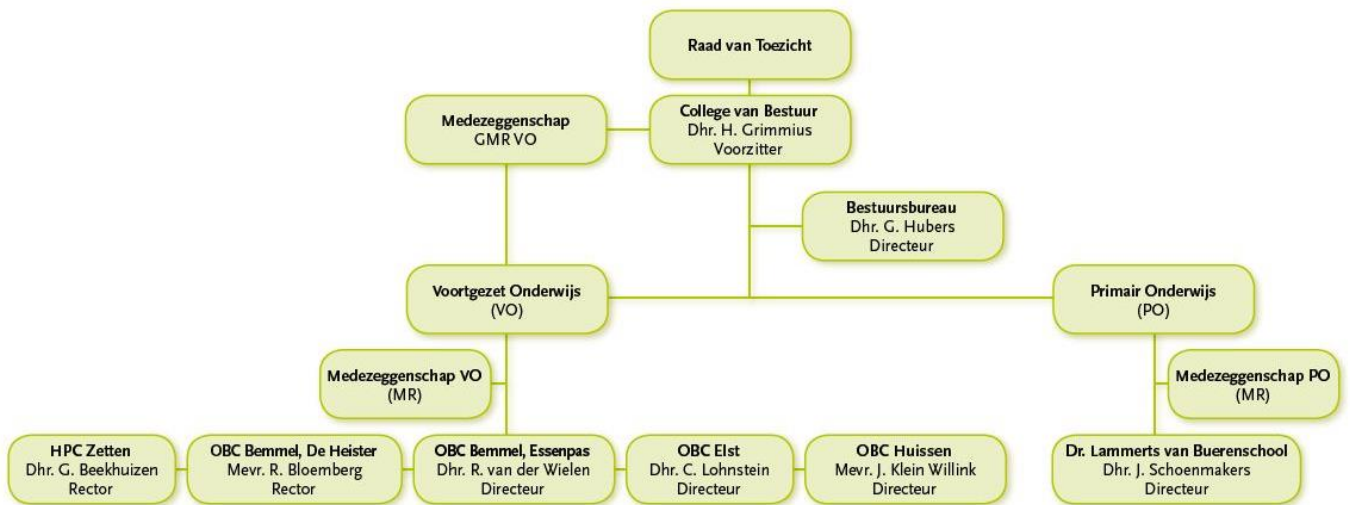 Raad van Toezicht
Medezeggenschap
GMR VO
College van Bestuur
Dhr. H. Grimmius
Voorzitter
Bestuursbureau
Dhr. G. Hubers
Directeur
Voortgezet Onderwijs
(VO)
Primair Onderwijs
(PO)
Medezeggenschap VO
(MR)
Medezeggenschap PO
(MR)
HPC Zetten
Dhr. G. Beekhuizen
Rector
OBC Bemmel, De Heister
Mevr. R. Bloemberg
Rector
OBC Bemmel, Essenpas
Dhr. R. van der Wielen
Directeur
OBC Elst
Dhr. C. Lohnstein
Directeur
OBC Huissen
Mevr. J. Klein Willink
Directeur
Dr. Lammerts van Buerenschool
Dhr. J. Schoenmakers
Directeur